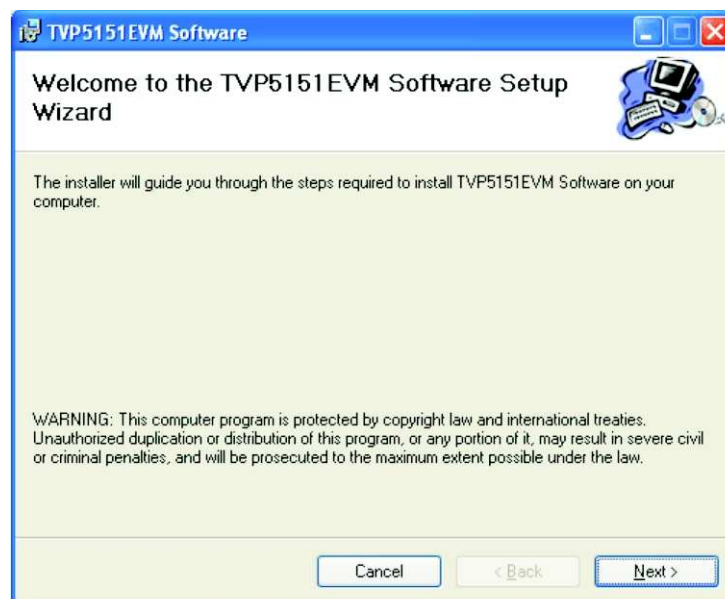 TVP5151EVM Software
Welcome to the TVP5151EVM Software Setup
Wizard
The installer will guide you through the steps required to install TVP5151EVM Software on your
computer.
WARNING: This computer program is protected by copyright law and international treaties.
Unauthorized duplication or distribution of this program, or any portion of it, may result in severe civil
or criminal penalties, and will be prosecuted to the maximum extent possible under the law.
Cancel
< Back
Next >